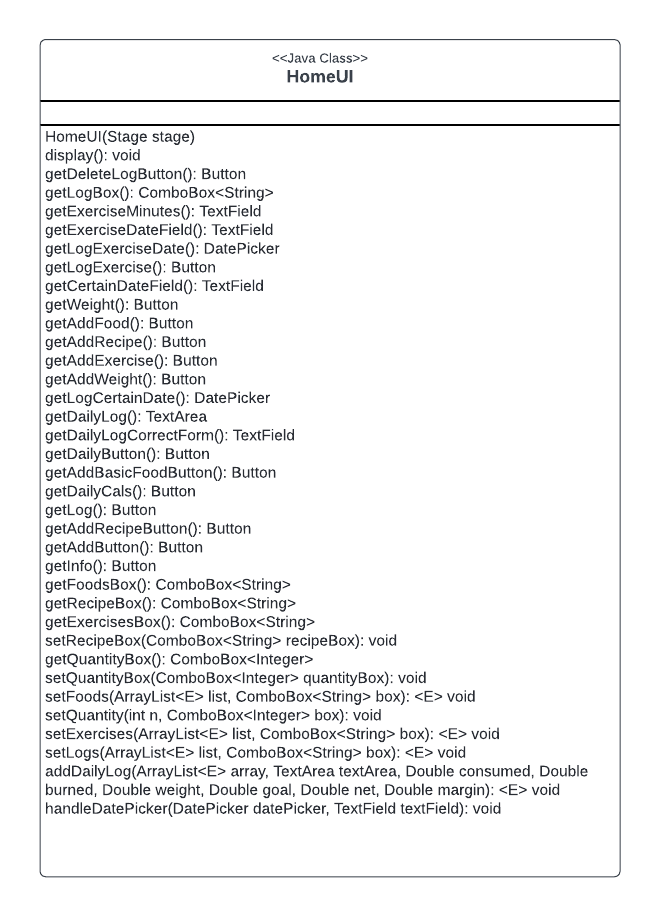 <<Java Class>>
HomeUI
HomeUI(Stage stage)
display(): void
getDeleteLogButton(): Button
getLogBox(): ComboBox<String>
getExerciseMinutes(): TextField
getExerciseDateField(): TextField
getLogExerciseDate(): DatePicker
getLogExercise(): Button
getCertainDateField(): TextField
getWeight(): Button
getAddFood(): Button
getAddRecipe(): Button
getAddExercise(): Button
getAddWeight(): Button
getLogCertainDate(): DatePicker
getDailyLog(): TextArea
getDailyLogCorrectForm(): TextField
getDailyButton(): Button
getAddBasicFoodButton(): Button
getDailyCals(): Button
getLog(): Button
getAddRecipeButton(): Button
getAddButton(): Button
getInfo(): Button
getFoodsBox(): ComboBox<String>
getRecipeBox(): ComboBox<String>
getExercisesBox(): ComboBox<String>
setRecipeBox(ComboBox<String> recipeBox): void
getQuantityBox(): ComboBox<Integer>
setQuantityBox(ComboBox<Integer> quantityBox): void
setFoods(ArrayList<E> list, ComboBox<String> box): <E> void
setQuantity(int n, ComboBox<Integer> box): void
setExercises(ArrayList<E> list, ComboBox<String> box): <E> void
setLogs(ArrayList<E> list, ComboBox<String> box): <E> void
addDailyLog(ArrayList<E> array, TextArea textArea, Double consumed, Double
burned, Double weight, Double goal, Double net, Double margin): <E> void
handleDatePicker(DatePicker datePicker, TextField textField): void